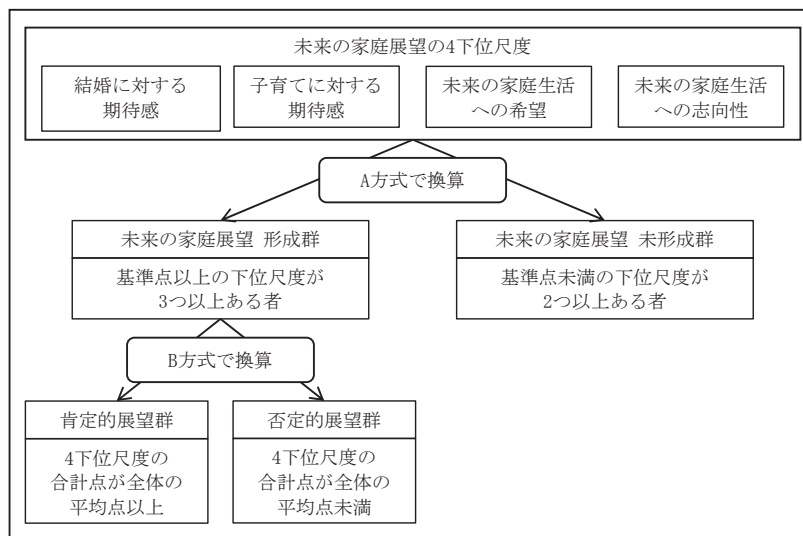 未来の家庭展望の4下位尺度
結婚に対する
期待感
子育てに対する
期待感
未来の家庭生活
への希望
未来の家庭生活
への志向性
A方式で換算
未来の家庭展望 形成群
基準点以上の下位尺度が
3つ以上ある者
未来の家庭展望 未形成群
基準点未満の下位尺度が
2つ以上ある者
B方式で換算
肯定的展望群
4下位尺度の
合計点が全体の
平均点以上
否定的展望群
4下位尺度の
合計点が全体の
平均点未満